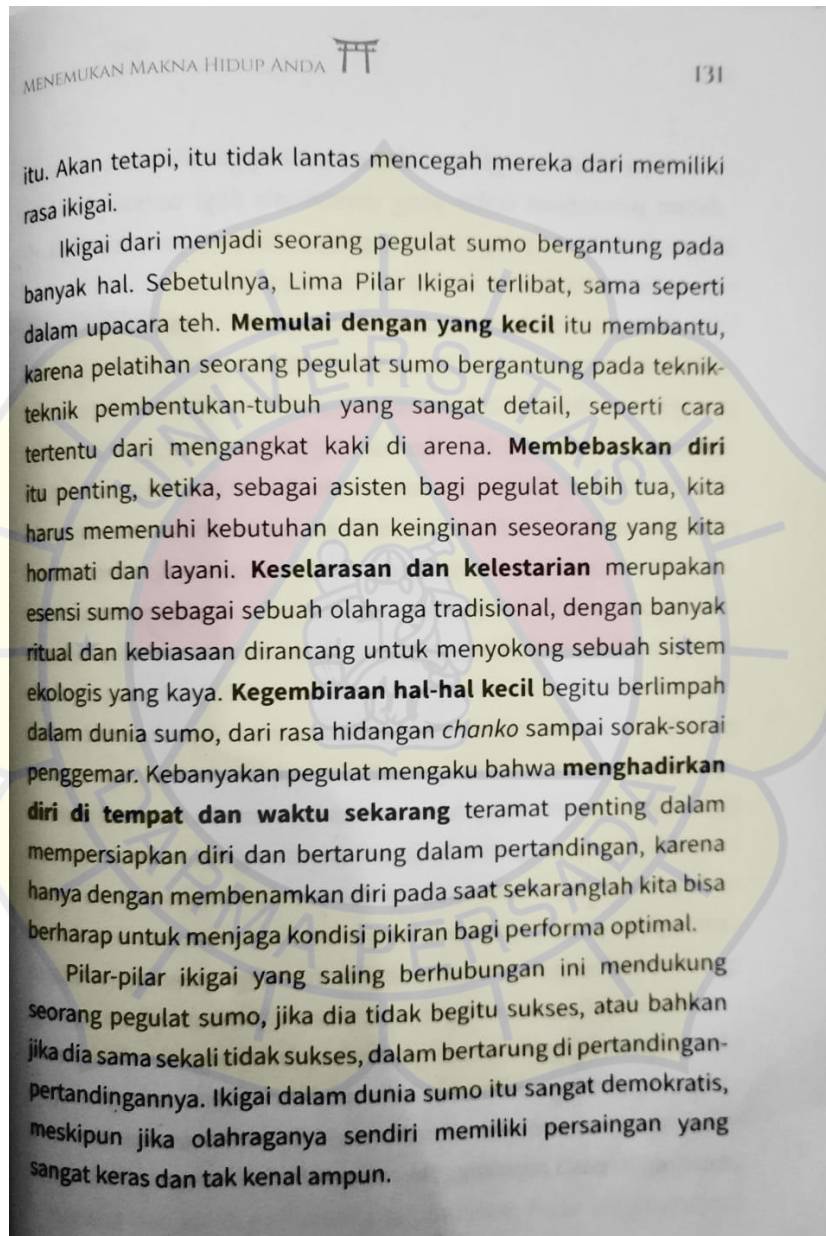 MENEMUKAN MAKNA HIDUP ANDA
131
itu. Akan tetapi, itu tidak lantas mencegah mereka dari memiliki
rasa ikigai.
Ikigai dari menjadi seorang pegulat sumo bergantung pada
banyak hal. Sebetulnya, Lima Pilar Ikigai terlibat, sama seperti
dalam upacara teh. Memulai dengan yang kecil itu membantu,
karena pelatihan seorang pegulat sumo bergantung pada teknik-
teknik pembentukan-tubuh yang sangat detail, seperti cara
tertentu dari mengangkat kaki di arena. Membebaskan diri
itu penting, ketika, sebagai asisten bagi pegulat lebih tua, kita
harus memenuhi kebutuhan dan keinginan seseorang yang kita
hormati dan layani. Keselarasan dan kelestarian merupakan
esensi sumo sebagai sebuah olahraga tradisional, dengan banyak
ritual dan kebiasaan dirancang untuk menyokong sebuah sistem
ekologis yang kaya. Kegembiraan hal-hal kecil begitu berlimpah
dalam dunia sumo, dari rasa hidangan chanko sampai sorak-sorai
penggemar. Kebanyakan pegulat mengaku bahwa menghadirkan
diri di tempat dan waktu sekarang teramat penting dalam
mempersiapkan diri dan bertarung dalam pertandingan, karena
hanya dengan membenamkan diri pada saat sekaranglah kita bisa
berharap untuk menjaga kondisi pikiran bagi performa optimal.
Pilar-pilar ikigai yang saling berhubungan ini mendukung
seorang pegulat sumo, jika dia tidak begitu sukses, atau bahkan
jika dia sama sekali tidak sukses, dalam bertarung di pertandingan-
pertandingannya. Ikigai dalam dunia sumo itu sangat demokratis,
meskipun jika olahraganya sendiri memiliki persaingan yang
sangat keras dan tak kenal ampun.
UNIVERSITAS
DARMA PERSADA